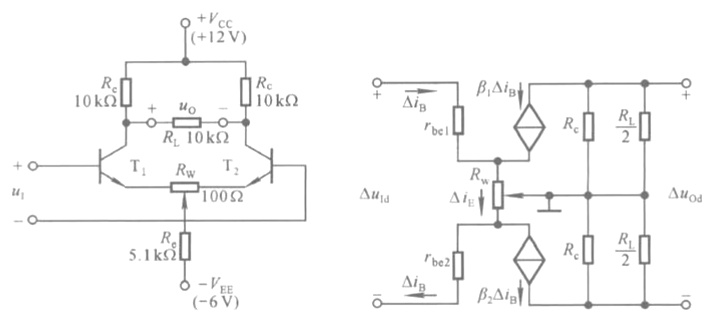 +V_CC
(+12 V)
R_c
10 kΩ
R_c
10 kΩ
+ u_O −
R_L 10 kΩ
+
T_1
R_W
T_2
u_I
100 Ω
−
R_e
5.1 kΩ
−V_EE
(−6 V)
+
Δi_B
β_1Δi_B
+
r_be1
R_c
R_L/2
R_w
Δu_Id
Δi_E
Δu_Od
r_be2
R_c
R_L/2
−
Δi_B
β_2Δi_B
−